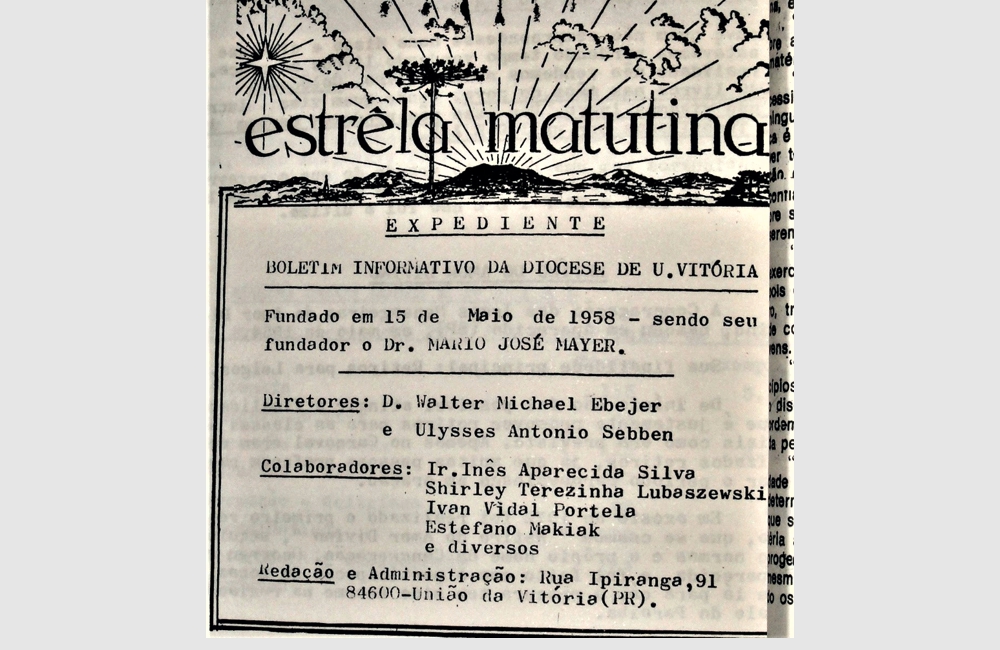 estrêla matutina
EXPEDIENTE
BOLETIM INFORMATIVO DA DIOCESE DE U.VITÓRIA
Fundado em 15 de Maio de 1958 - sendo seu
fundador o Dr. MARIO JOSÉ MAYER.
Diretores: D. Walter Michael Ebejer
e Ulysses Antonio Sebben
Colaboradores: Ir.Inês Aparecida Silva
Shirley Terezinha Lubaszewski
Ivan Vidal Portela
Estefano Makiak
e diversos
Redação e Administração: Rua Ipiranga,91
84600-União da Vitória(PR).